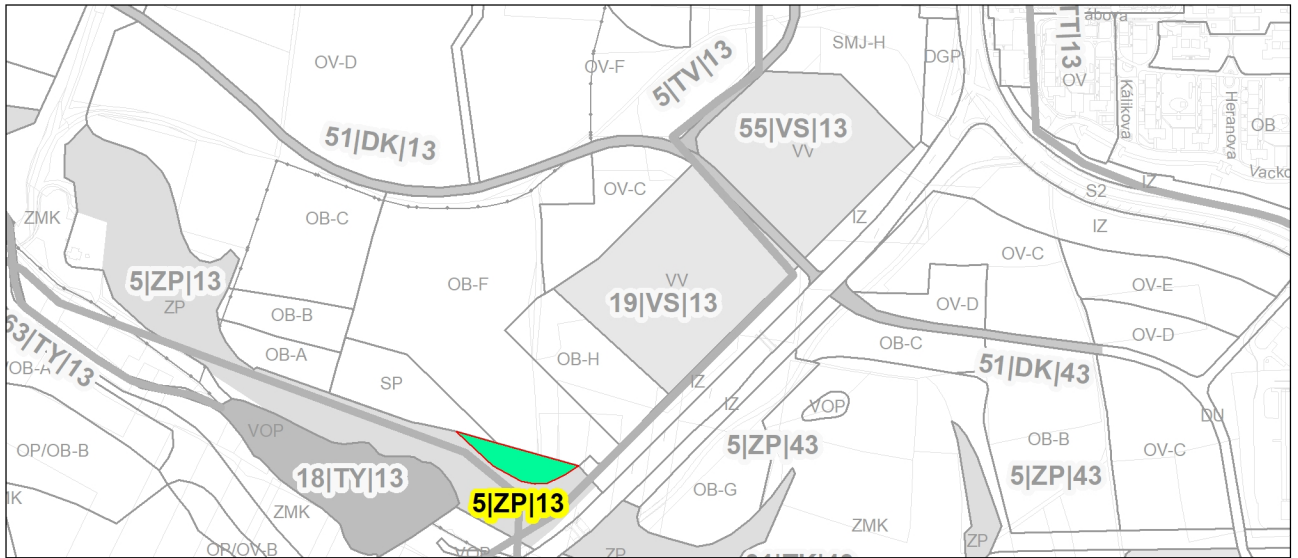 ábova
SMJ-H
DGP
OV-D
OV-F
5|TV|13
TT|13
OV
Kálikova
Heranova
OB
51|DK|13
55|VS|13
VV
Vacko
S2
IZ
OV-C
IZ
IZ
ZMK
OB-C
OV-C
5|ZP|13
ZP
OB-F
VV
19|VS|13
OV-E
OV-D
OB-B
OV-D
63|TY|13
OB-A
OB-H
OB-C
51|DK|43
SP
IZ
IZ
VOP
DU
VOP
OP/OB-B
18|TY|13
5|ZP|43
OB-B
OV-C
5|ZP|43
5|ZP|13
OB-G
ZMK
ZMK
OP/OV-B
VOP
ZP
ZP